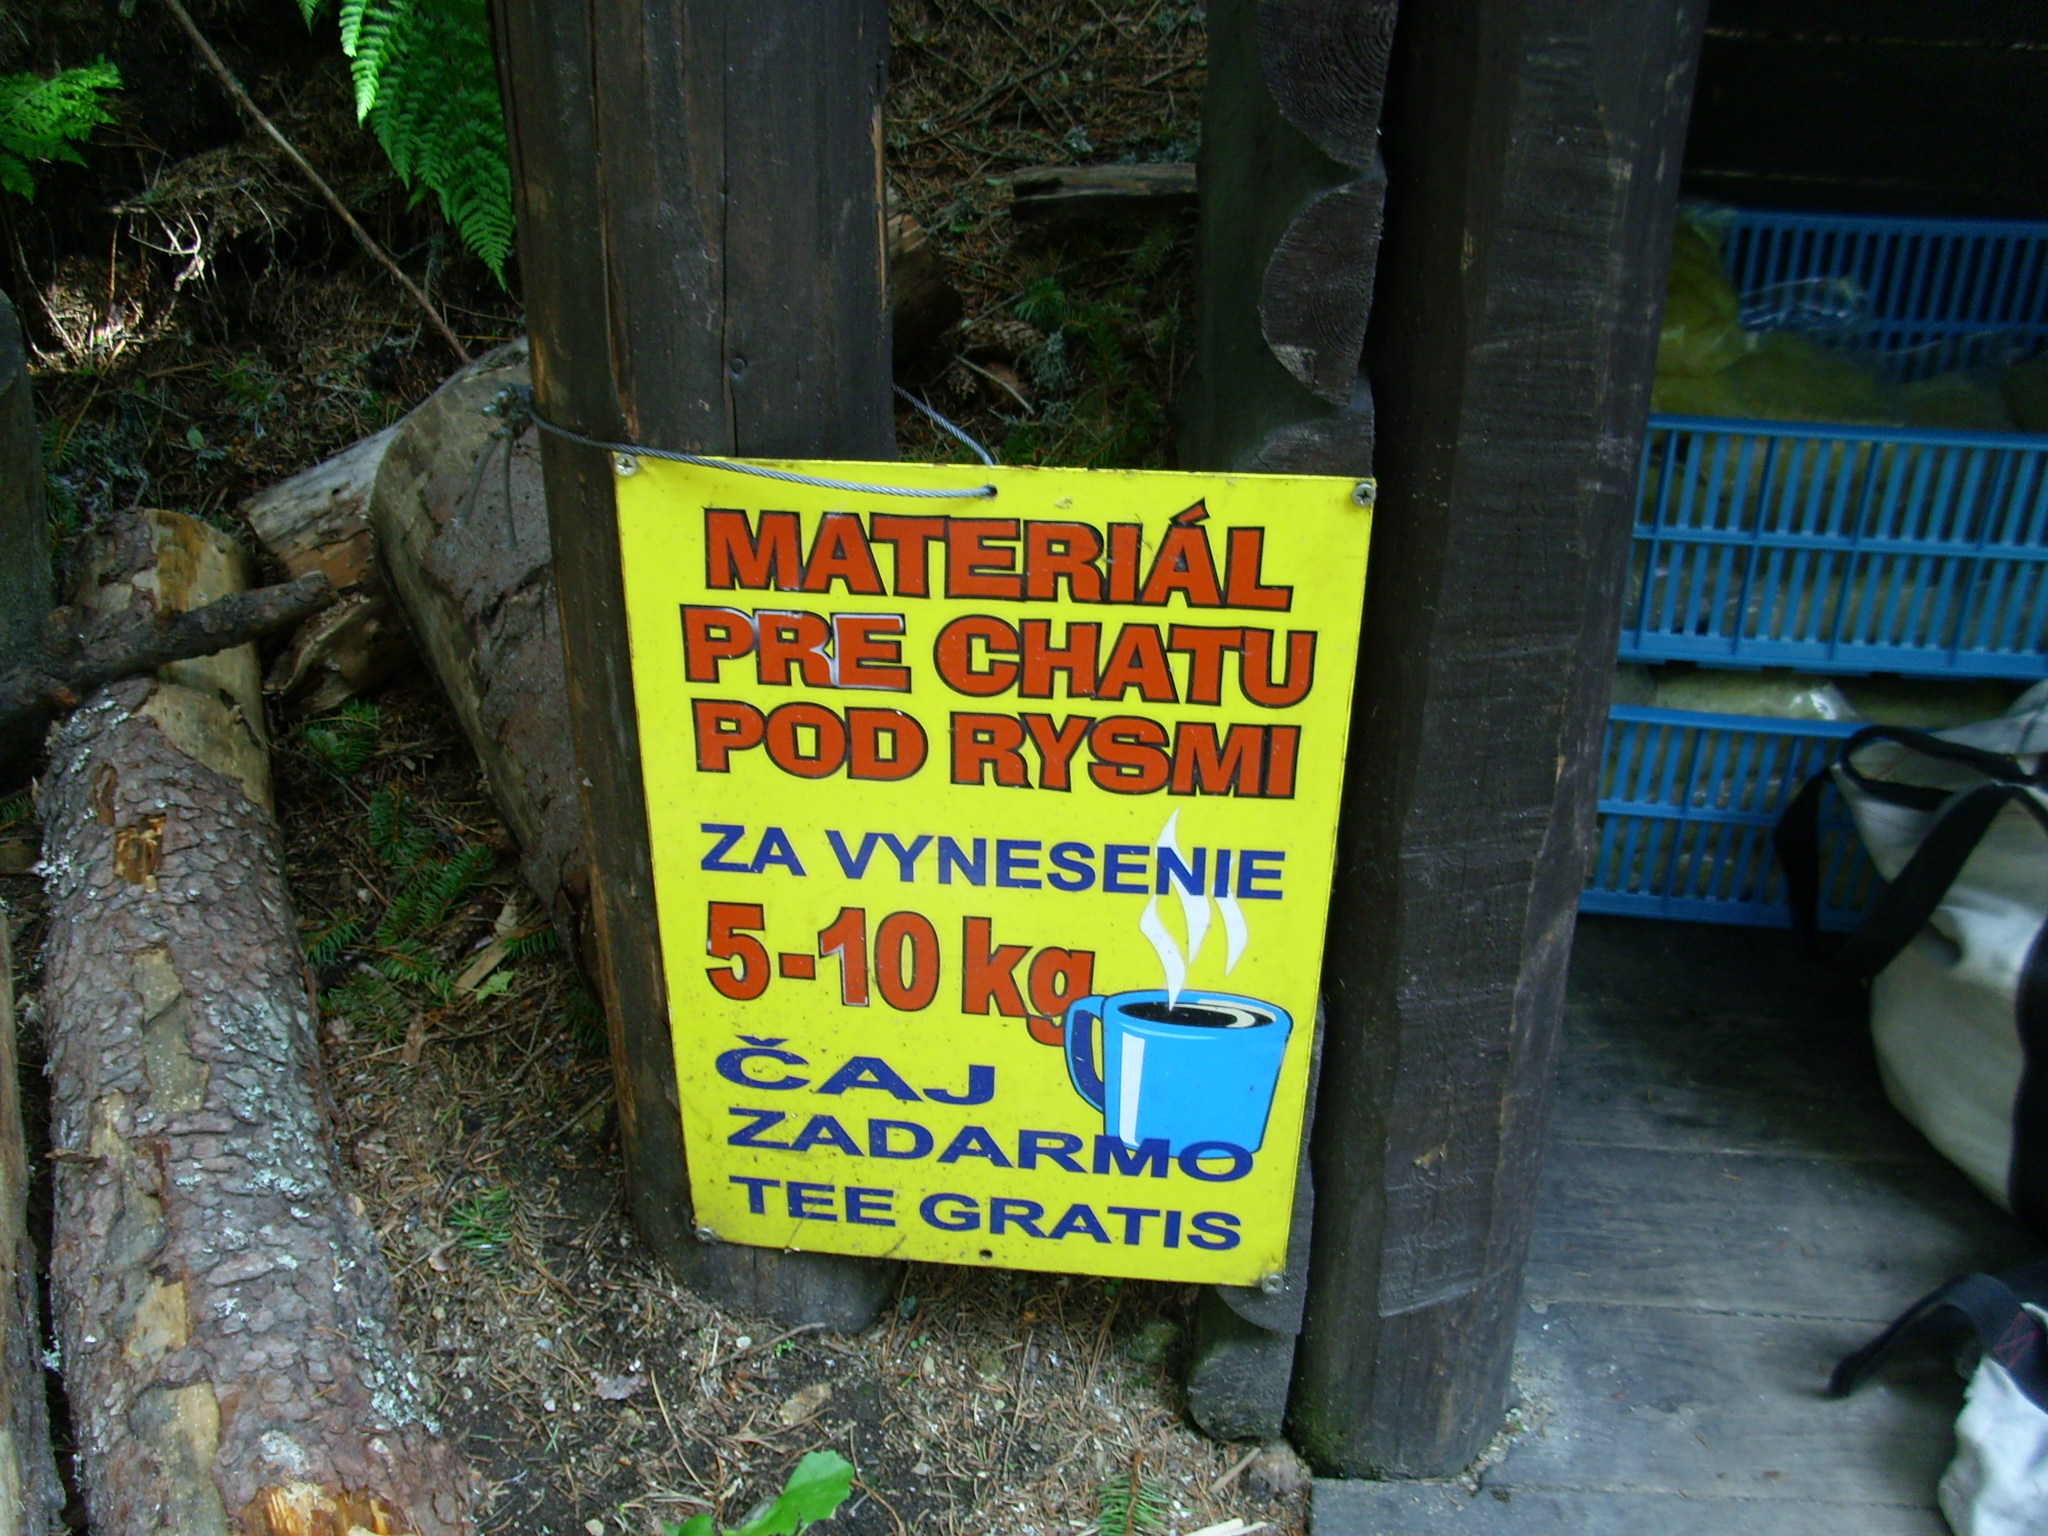 MATERIÁL
PRE CHATU
POD RYSMI
ZA VYNESENIE
5-10 kg
ČAJ
ZADARMO
TEE GRATIS